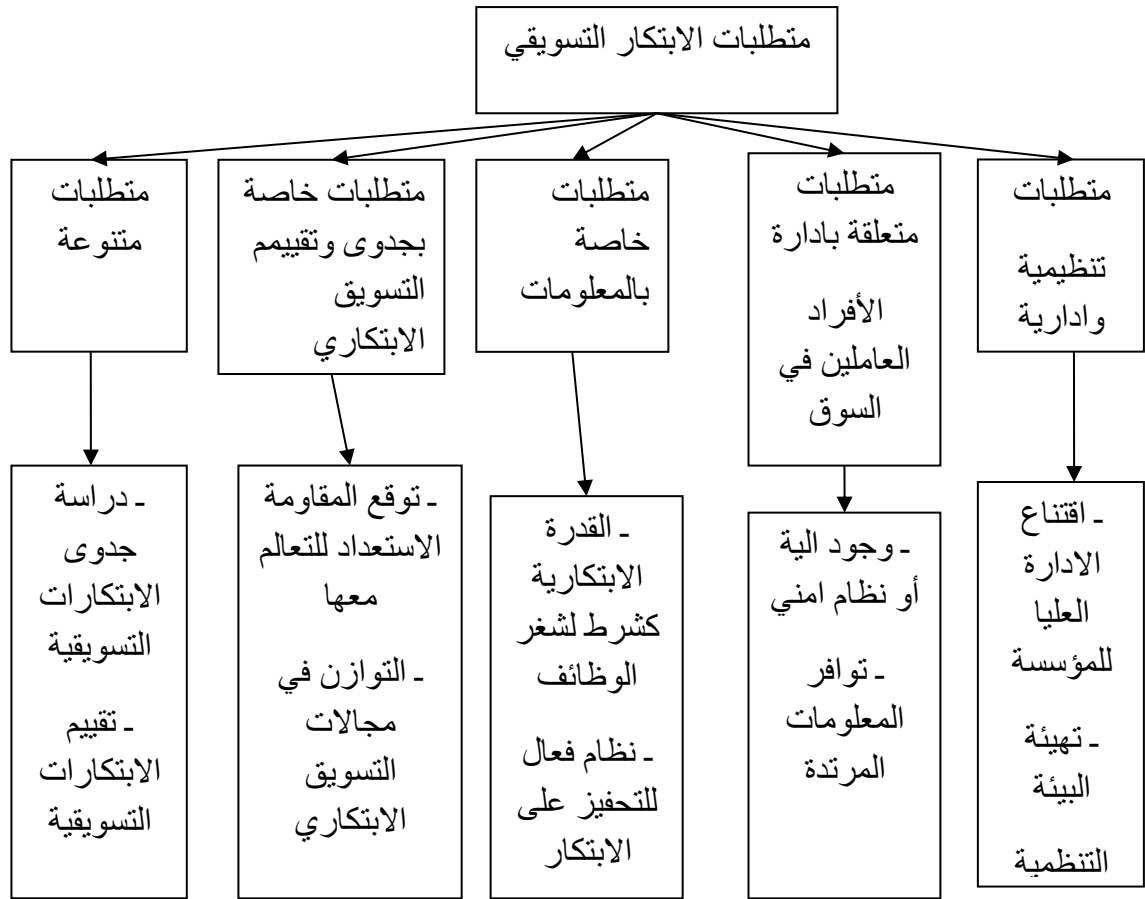 متطلبات الابتكار التسويقي
متطلبات
تنظيمية
وادارية
متطلبات
متعلقة بادارة
الأفراد
العاملين في
السوق
متطلبات
خاصة
بالمعلومات
متطلبات خاصة
بجدوى وتقييمم
التسويق
الابتكاري
متطلبات
متنوعة
ـ اقتناع
الادارة
العليا
للمؤسسة
ـ تهيئة
البيئة
التنظمية
ـ وجود الية
أو نظام امني
ـ توافر
المعلومات
المرتدة
ـ القدرة
الابتكارية
كشرط لشغر
الوظائف
ـ نظام فعال
للتحفيز على
الابتكار
ـ توقع المقاومة
الاستعداد للتعالم
معها
ـ التوازن في
مجالات
التسويق
الابتكاري
ـ دراسة
جدوى
الابتكارات
التسويقية
ـ تقييم
الابتكارات
التسويقية